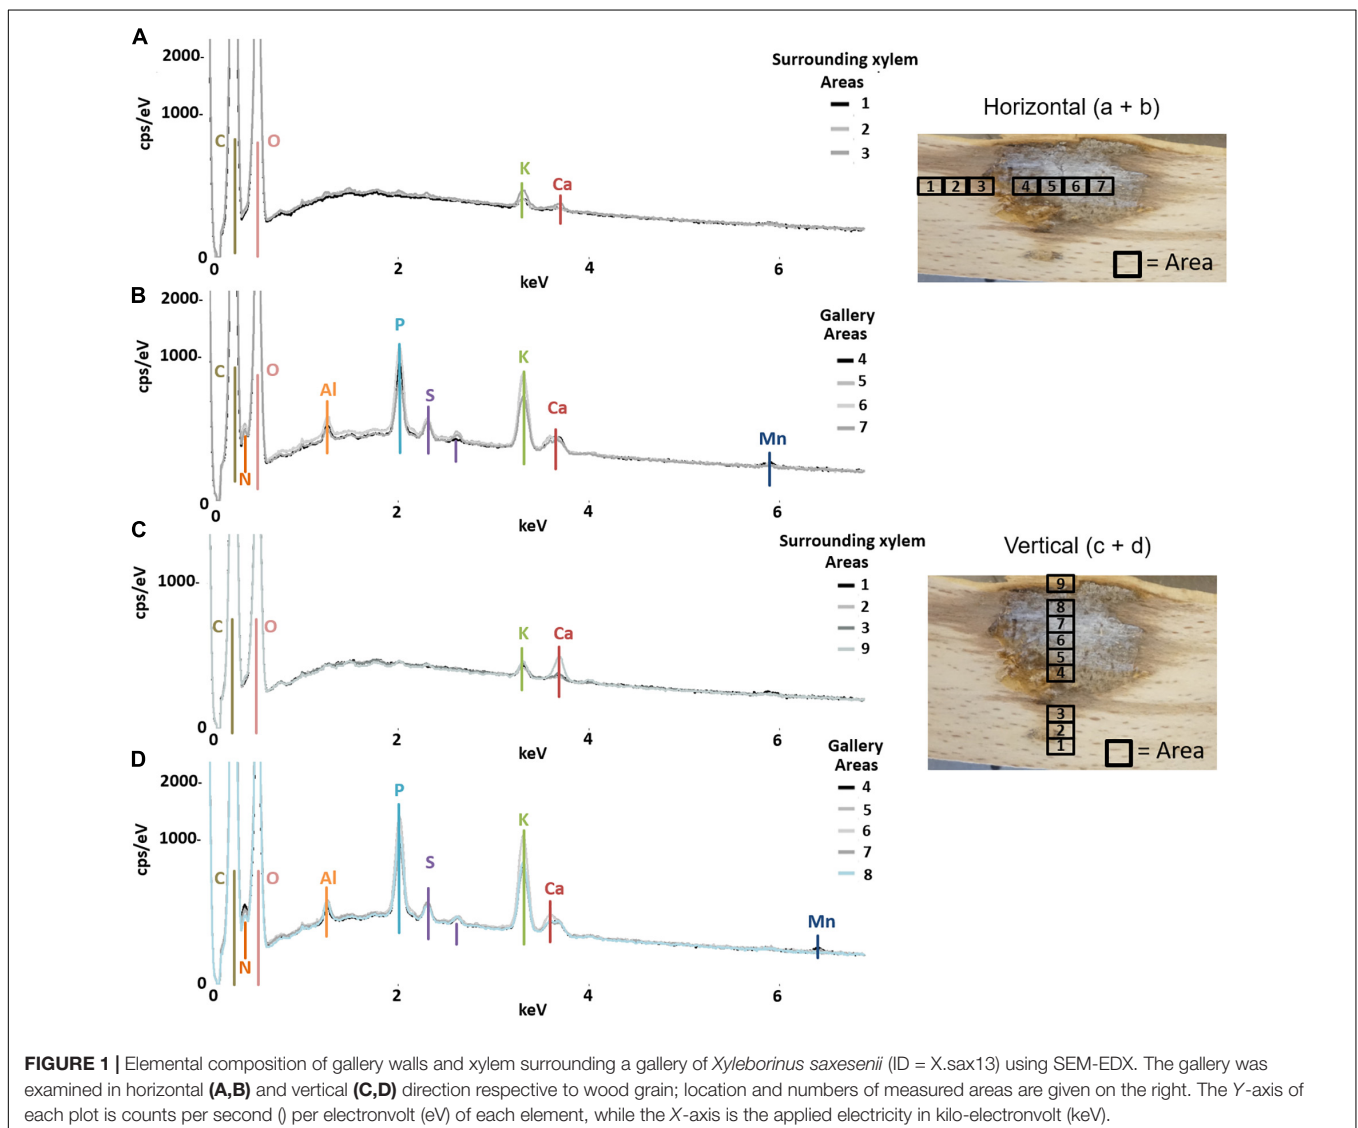 A
2000-
1000-
0
cps/eV
C
O
K
Ca
0
2
4
6
keV
Surrounding xylem
Areas
1
2
3
Horizontal (a + b)
1 2 3 4 5 6 7
= Area
B
2000-
1000-
0
cps/eV
C
O
N
Al
P
S
K
Ca
Mn
0
2
4
6
keV
Gallery
Areas
4
5
6
7
C
1000-
0
cps/eV
C
O
K
Ca
0
2
4
6
keV
Surrounding xylem
Areas
1
2
3
9
Vertical (c + d)
9
8
7
6
5
4
3
2
1
= Area
D
2000-
1000-
0
cps/eV
C
O
N
Al
P
S
K
Ca
Mn
0
2
4
6
keV
Gallery
Areas
4
5
6
7
8
FIGURE 1 | Elemental composition of gallery walls and xylem surrounding a gallery of Xyleborinus saxesenii (ID = X.sax13) using SEM-EDX. The gallery was
examined in horizontal (A,B) and vertical (C,D) direction respective to wood grain; location and numbers of measured areas are given on the right. The Y-axis of
each plot is counts per second () per electronvolt (eV) of each element, while the X-axis is the applied electricity in kilo-electronvolt (keV).